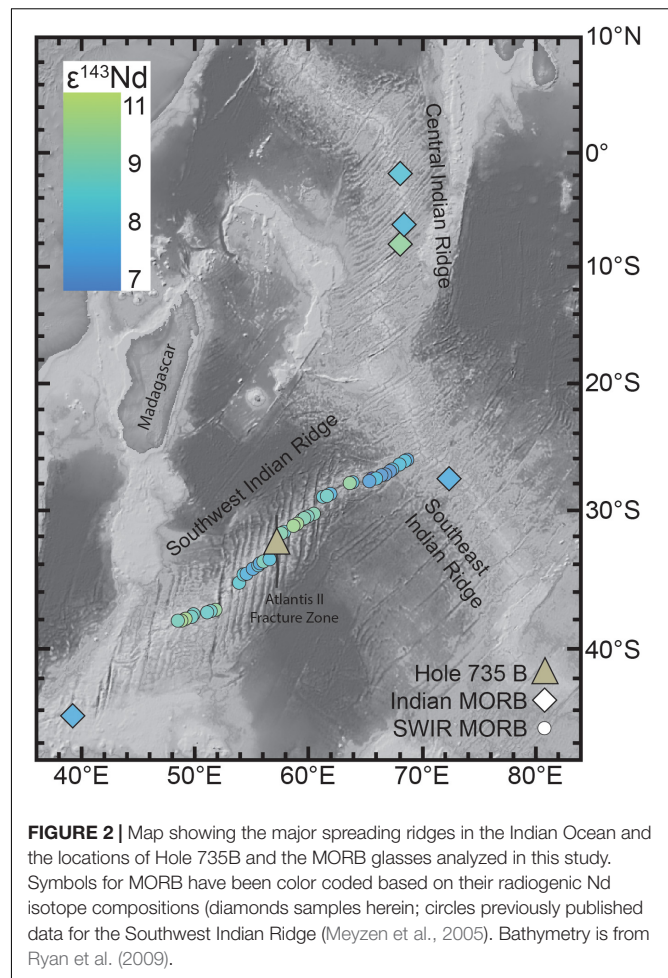 ε¹⁴³Nd
11
9
8
7
10°N
0°
10°S
20°S
30°S
40°S
Central Indian Ridge
Madagascar
Southwest Indian Ridge
Southeast
Indian Ridge
Atlantis II
Fracture Zone
Hole 735 B
Indian MORB
SWIR MORB
40°E 50°E 60°E 70°E 80°E
FIGURE 2 | Map showing the major spreading ridges in the Indian Ocean and
the locations of Hole 735B and the MORB glasses analyzed in this study.
Symbols for MORB have been color coded based on their radiogenic Nd
isotope compositions (diamonds samples herein; circles previously published
data for the Southwest Indian Ridge (Meyzen et al., 2005). Bathymetry is from
Ryan et al. (2009).